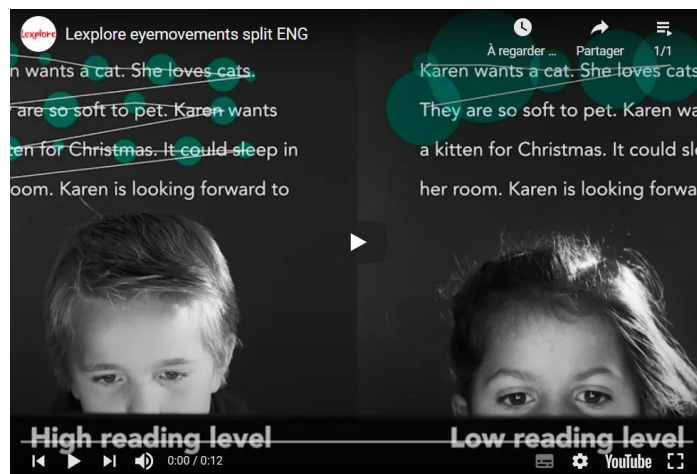 Lexplore
Lexplore eyemovements split ENG
À regarder ...
Partager
1/1
n wants a cat. She loves cats.
are so soft to pet. Karen wants
ten for Christmas. It could sleep in
oom. Karen is looking forward to
Karen wants a cat. She loves cats
They are so soft to pet. Karen wa
a kitten for Christmas. It could sle
her room. Karen is looking forwa
High reading level
Low reading level
0:00 / 0:12
YouTube